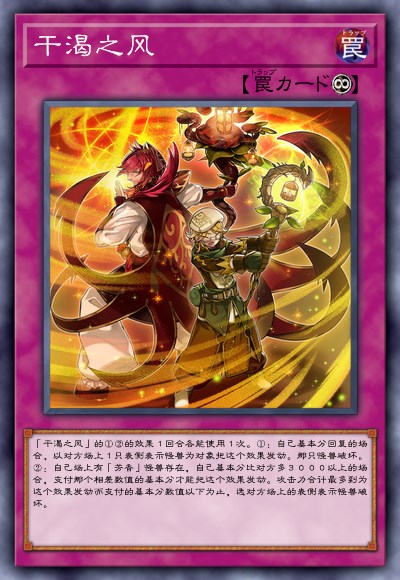 干渴之风
罠
トラップ
【罠カード】
トラップ
「干渴之风」的①②的效果1回合各能使用1次。①：自己基本分回复的场
合，以对方场上1只表侧表示怪兽为对象才能把这个效果发动。那只怪兽破坏。
②：自己场上有「芳香」怪兽存在，自己基本分比对方多3000以上的场
合，支付那个相差数值的基本分才能把这个效果发动。攻击力合计最多到为
这个效果发动而支付的基本分数值以下为止，选对方场上的表侧表示怪兽破
坏。